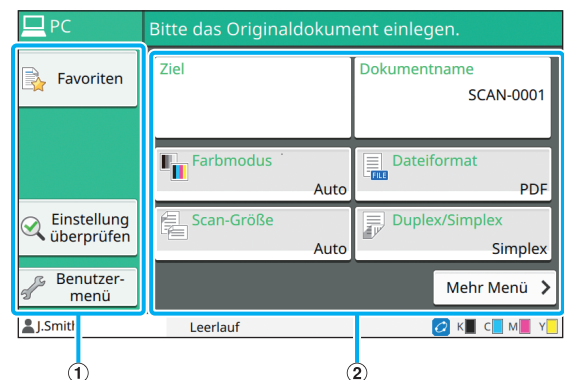 PC
Bitte das Originaldokument einlegen.
Favoriten
Einstellung
überprüfen
Benutzer-
menü
Ziel
Dokumentname
SCAN-0001
Farbmodus
Auto
Dateiformat
FILE
PDF
Scan-Größe
Auto
Duplex/Simplex
Simplex
Mehr Menü
J.Smith
Leerlauf
K C M Y
1
2